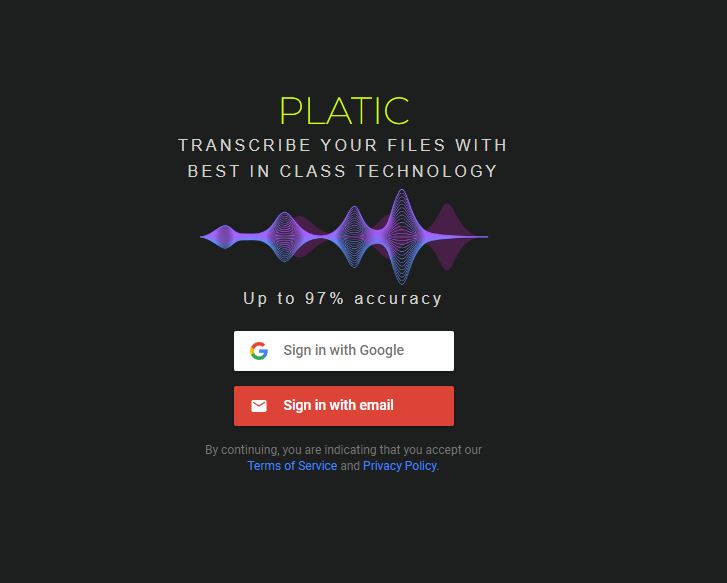 PLATIC
TRANSCRIBE YOUR FILES WITH
BEST IN CLASS TECHNOLOGY
Up to 97% accuracy
Sign in with Google
Sign in with email
By continuing, you are indicating that you accept our
Terms of Service and Privacy Policy.